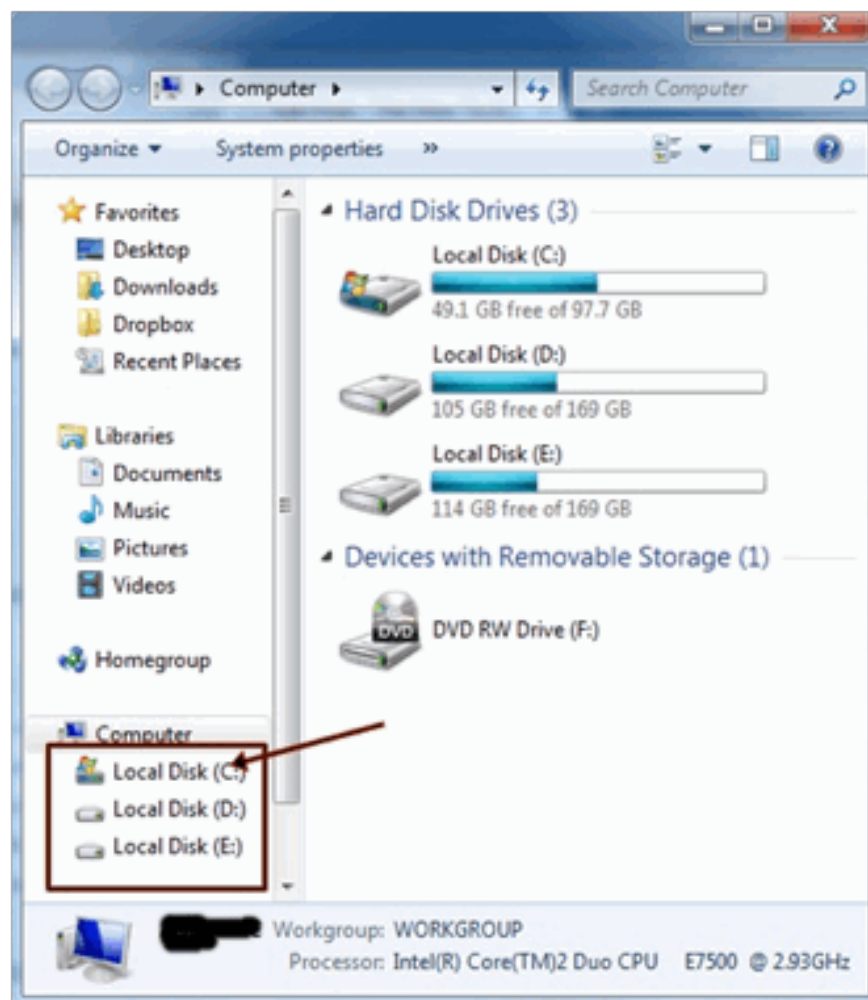 Computer
Search Computer
Organize System properties »
Favorites
Desktop
Downloads
Dropbox
Recent Places
Libraries
Documents
Music
Pictures
Videos
Homegroup
Computer
Local Disk (C:)
Local Disk (D:)
Local Disk (E:)
Hard Disk Drives (3)
Local Disk (C:)
49.1 GB free of 97.7 GB
Local Disk (D:)
105 GB free of 169 GB
Local Disk (E:)
114 GB free of 169 GB
Devices with Removable Storage (1)
DVD
DVD RW Drive (F:)
Workgroup: WORKGROUP
Processor: Intel(R) Core(TM)2 Duo CPU E7500 @ 2.93GHz